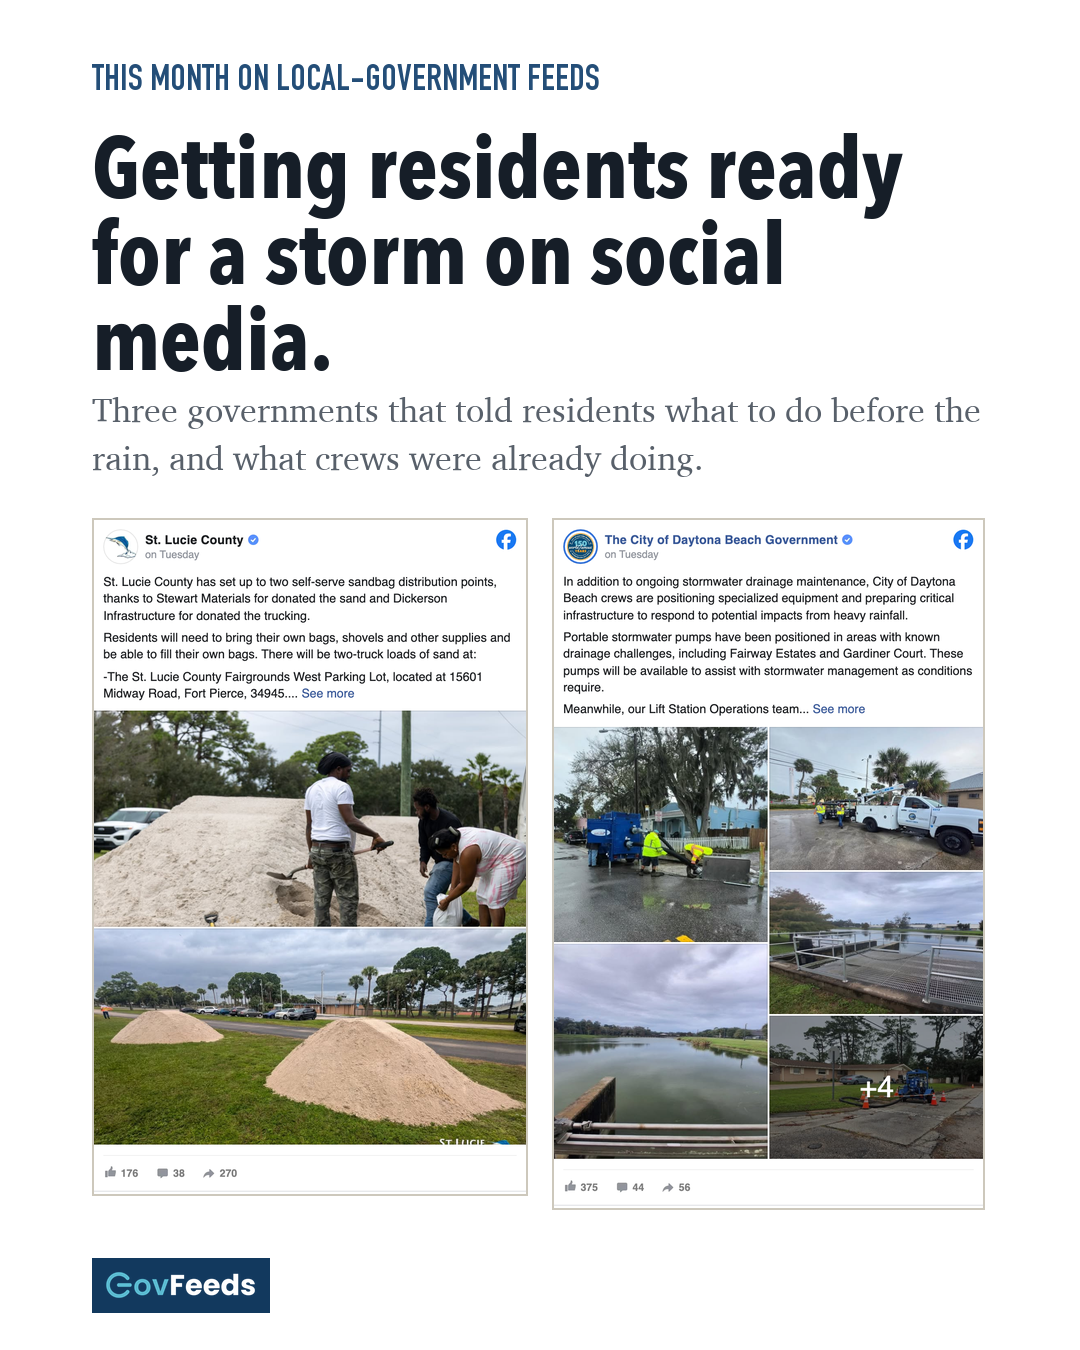 THIS MONTH ON LOCAL-GOVERNMENT FEEDS
Getting residents ready
for a storm on social
media.
Three governments that told residents what to do before the
rain, and what crews were already doing.
St. Lucie County
on Tuesday
St. Lucie County has set up to two self-serve sandbag distribution points,
thanks to Stewart Materials for donated the sand and Dickerson
Infrastructure for donated the trucking.
Residents will need to bring their own bags, shovels and other supplies and
be able to fill their own bags. There will be two-truck loads of sand at:
-The St. Lucie County Fairgrounds West Parking Lot, located at 15601
Midway Road, Fort Pierce, 34945.... See more
ST LUCIE
176 38 270
150
The City of Daytona Beach Government
on Tuesday
In addition to ongoing stormwater drainage maintenance, City of Daytona
Beach crews are positioning specialized equipment and preparing critical
infrastructure to respond to potential impacts from heavy rainfall.
Portable stormwater pumps have been positioned in areas with known
drainage challenges, including Fairway Estates and Gardiner Court. These
pumps will be available to assist with stormwater management as conditions
require.
Meanwhile, our Lift Station Operations team... See more
+4
375 44 56
GovFeeds